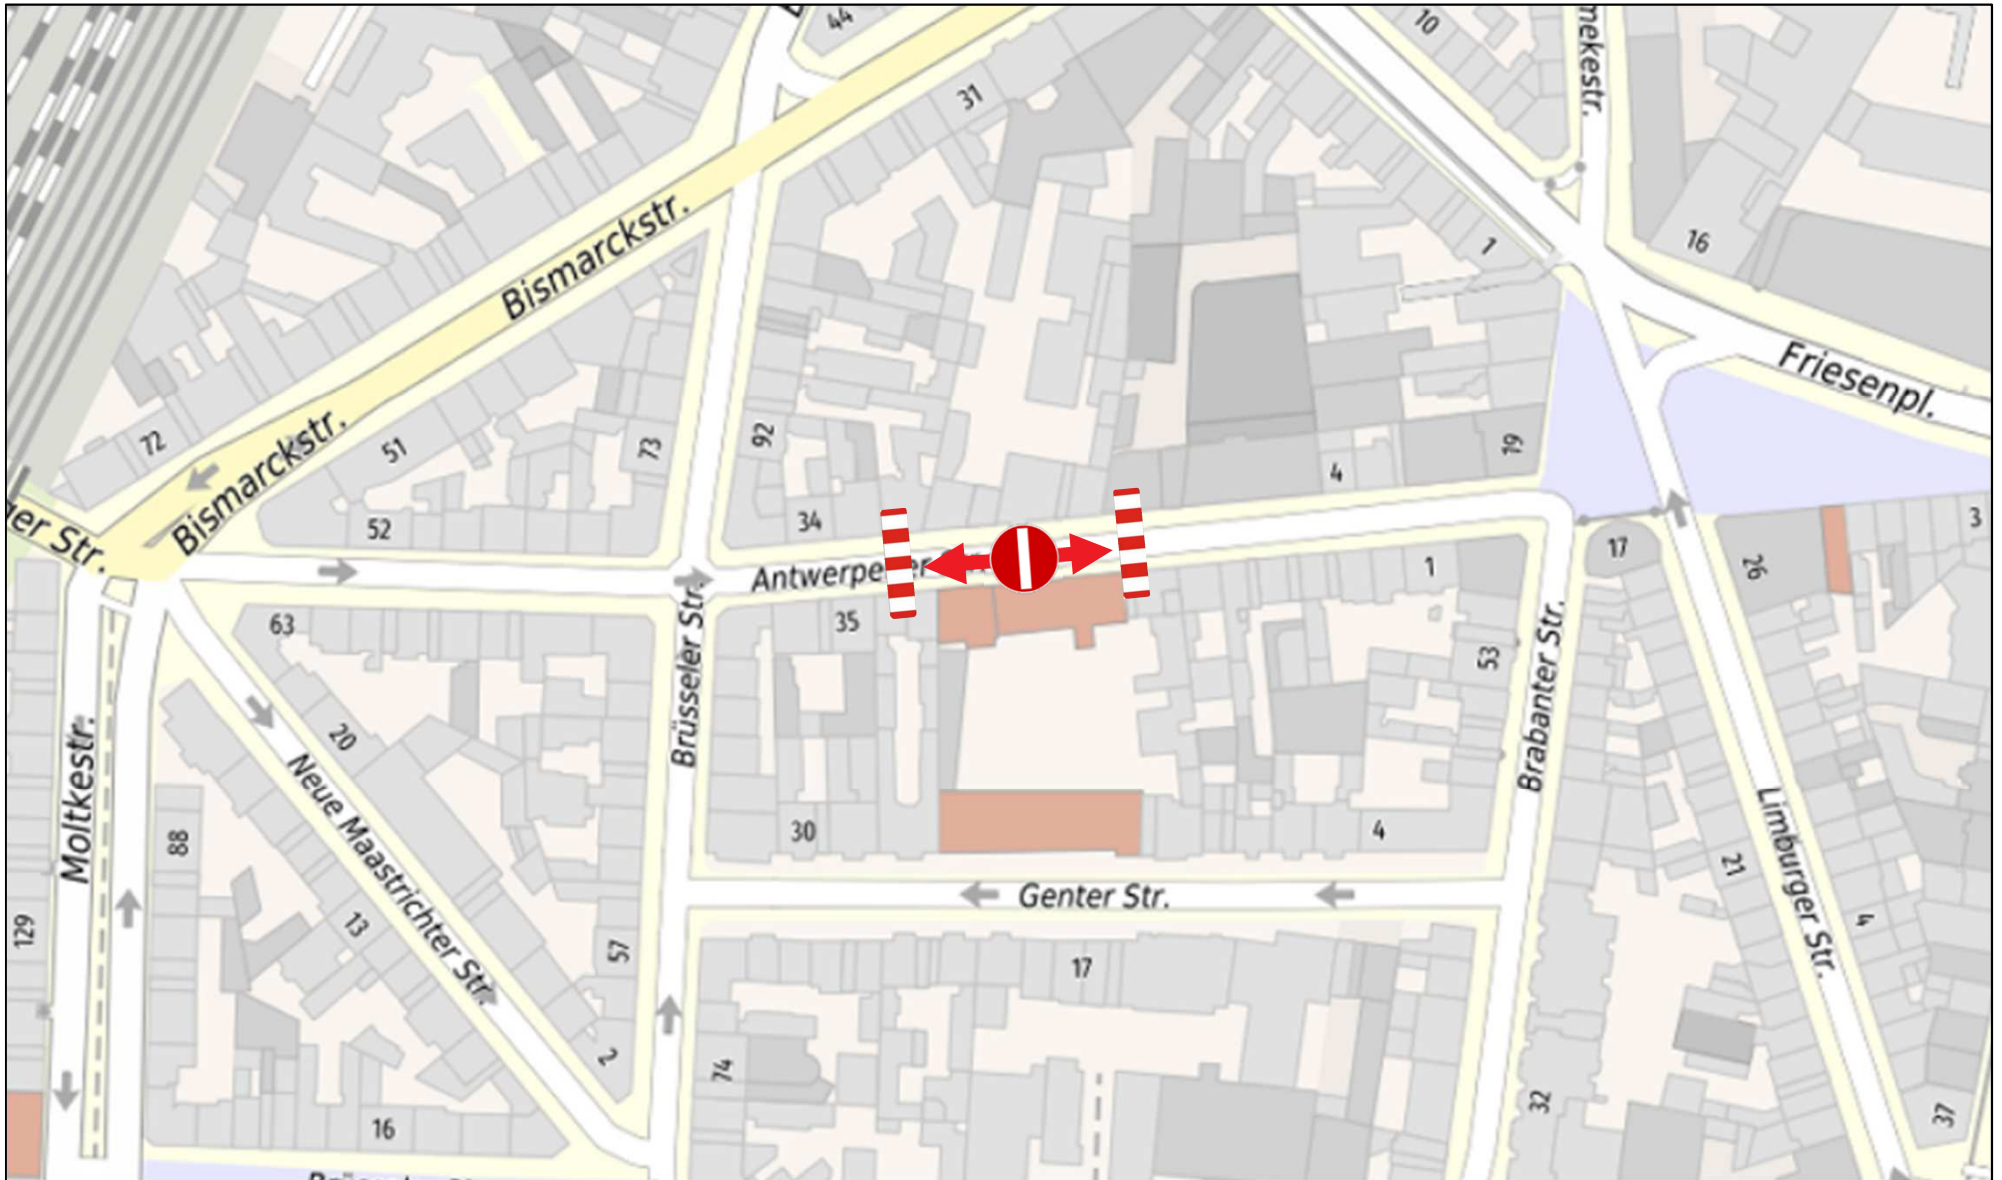 44
10
mekestr.
31
16
1
Bismarckstr.
Friesenpl.
72
51
73
92
19
4
Bismarckstr.
52
34
3
er Str.
17
26
1
Antwerpe
63
35
53
Brüsseler Str.
Brabanter Str.
20
Moltkestr.
Neue Maastrichter Str.
88
30
4
21
Limburger Str.
Genter Str.
129
13
57
17
4
2
74
32
37
16